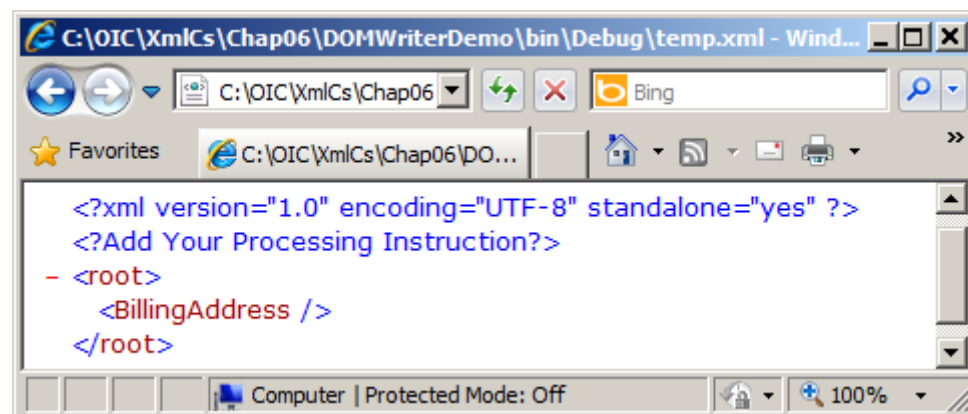 C:\OIC\XmlCs\Chap06\DOMWriterDemo\bin\Debug\temp.xml - Wind...
C:\OIC\XmlCs\Chap06
Bing
Favorites
C:\OIC\XmlCs\Chap06\DO...
»
<?xml version="1.0" encoding="UTF-8" standalone="yes" ?>
<?Add Your Processing Instruction?>
- <root>
<BillingAddress />
</root>
Computer | Protected Mode: Off
100%